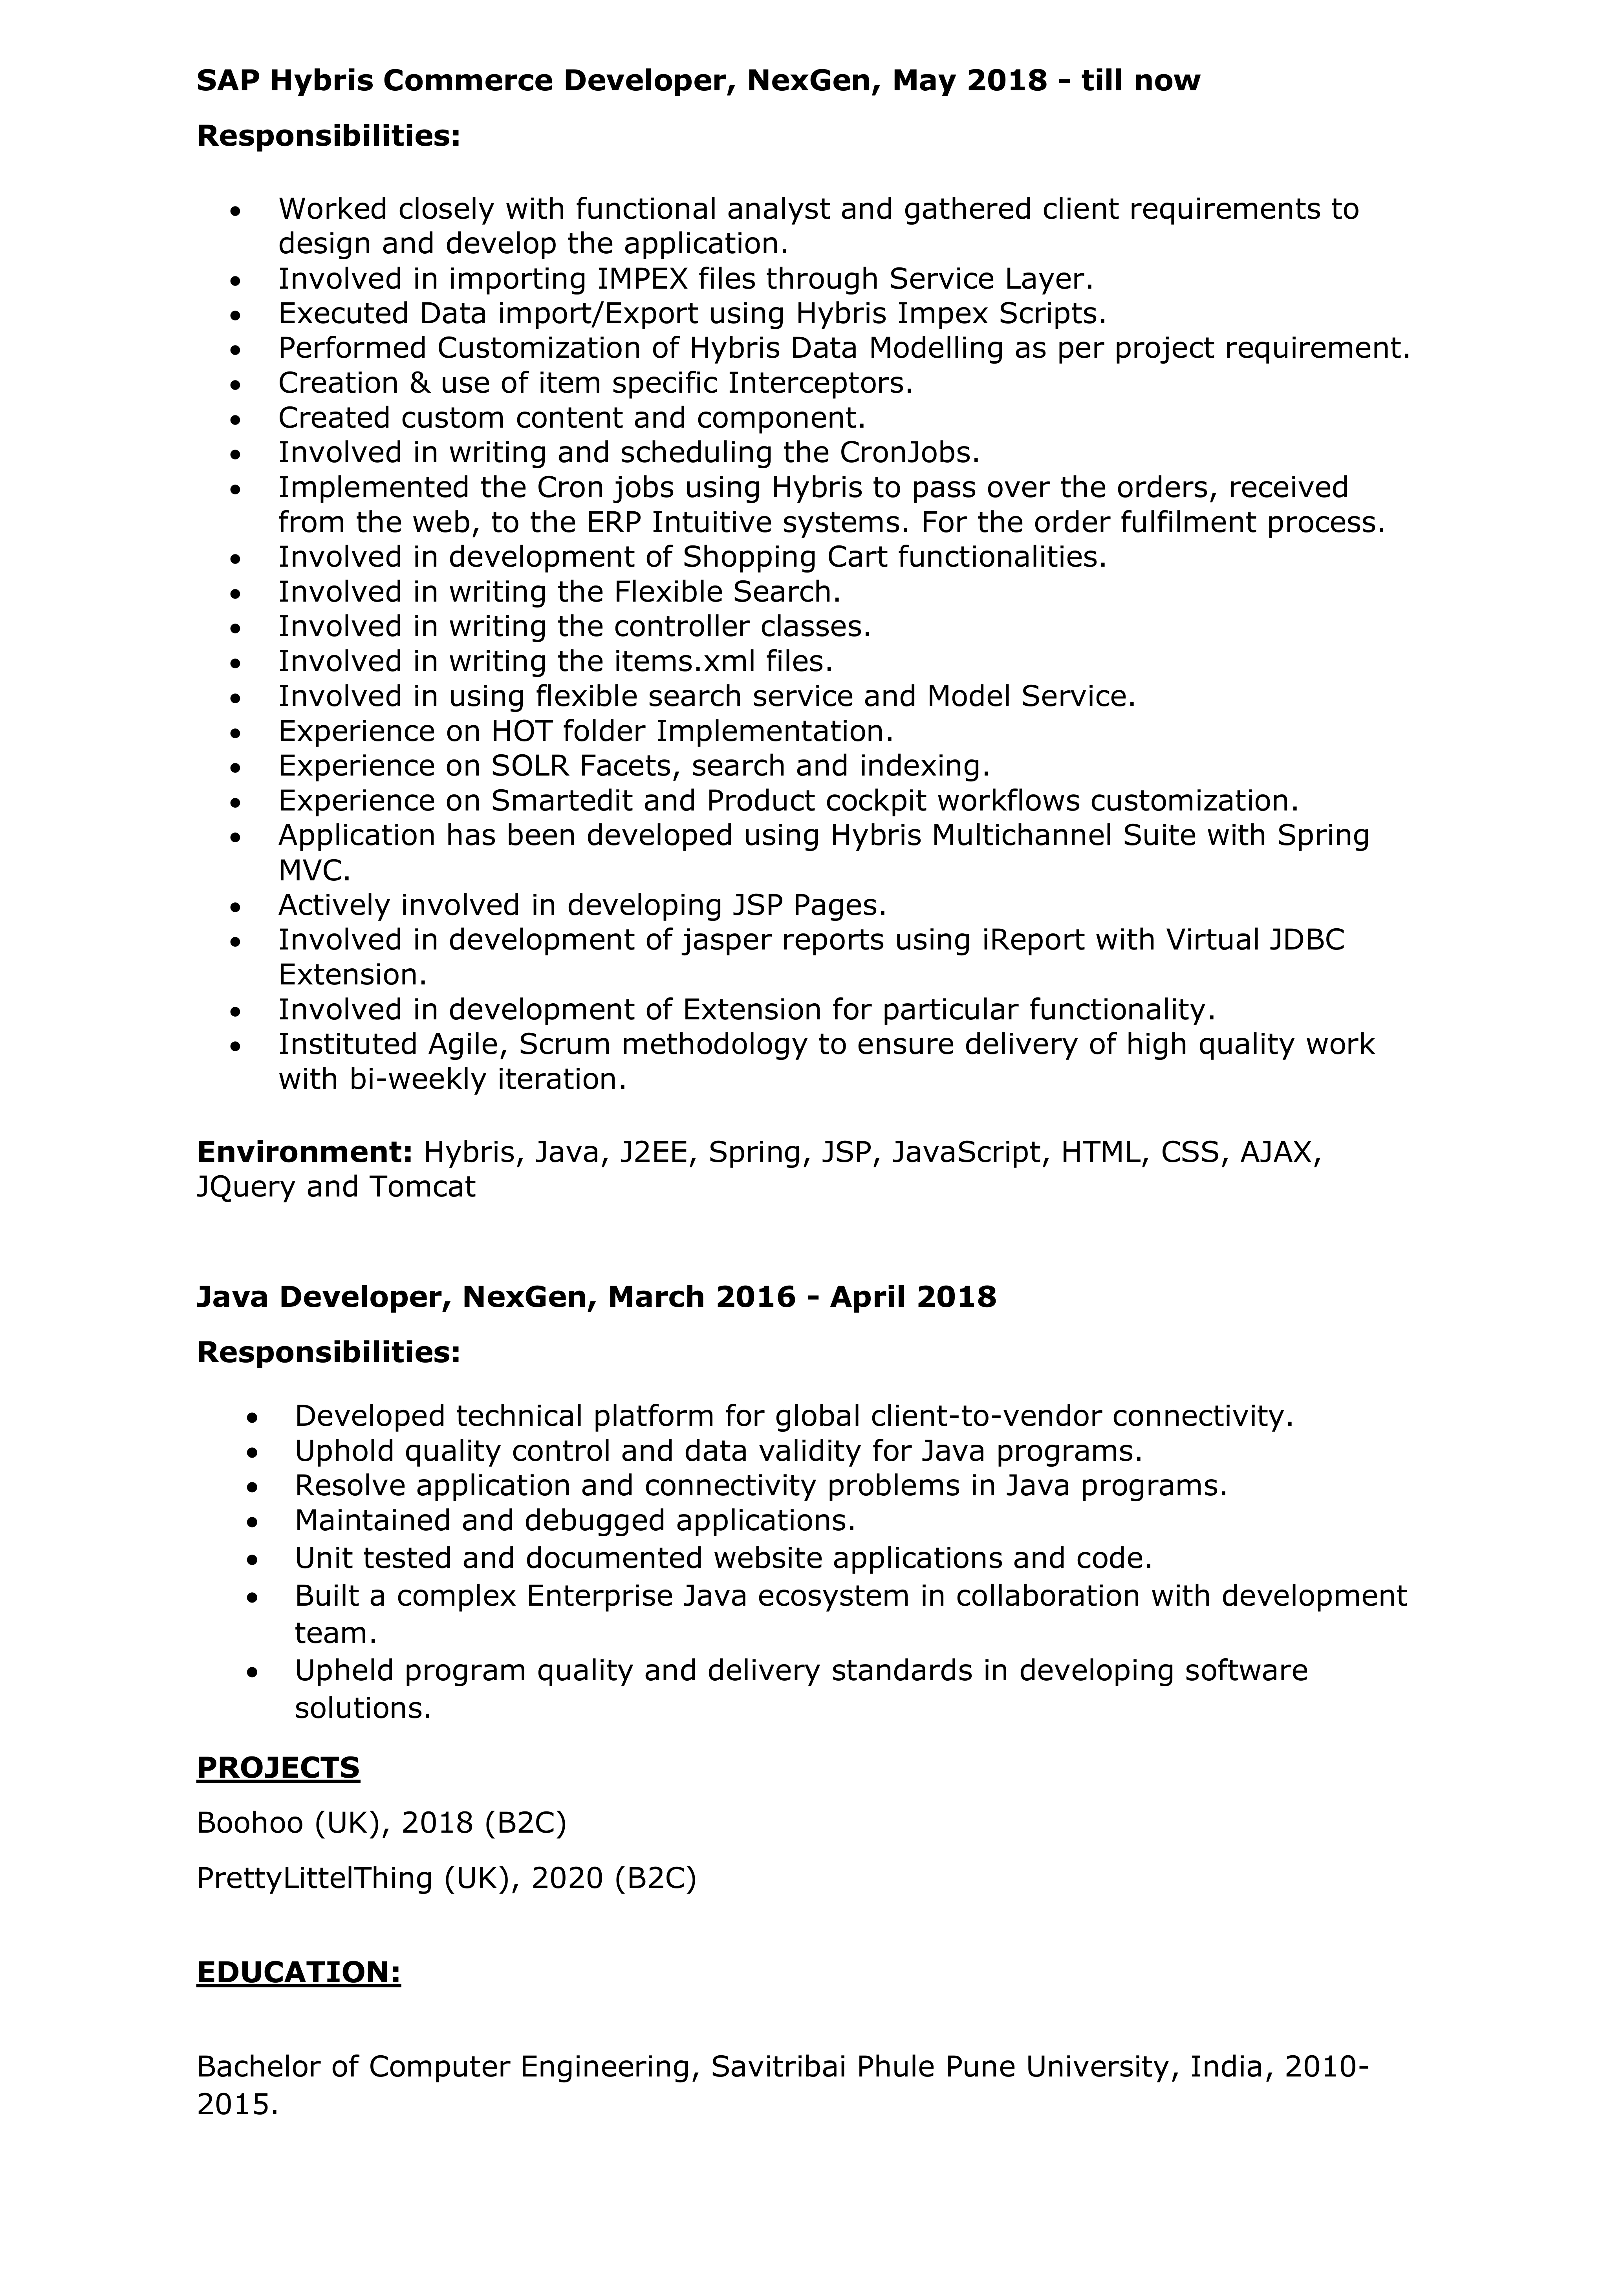 SAP Hybris Commerce Developer, NexGen, May 2018 - till now
Responsibilities:
• Worked closely with functional analyst and gathered client requirements to
design and develop the application.
• Involved in importing IMPEX files through Service Layer.
• Executed Data import/Export using Hybris Impex Scripts.
• Performed Customization of Hybris Data Modelling as per project requirement.
• Creation & use of item specific Interceptors.
• Created custom content and component.
• Involved in writing and scheduling the CronJobs.
• Implemented the Cron jobs using Hybris to pass over the orders, received
from the web, to the ERP Intuitive systems. For the order fulfilment process.
• Involved in development of Shopping Cart functionalities.
• Involved in writing the Flexible Search.
• Involved in writing the controller classes.
• Involved in writing the items.xml files.
• Involved in using flexible search service and Model Service.
• Experience on HOT folder Implementation.
• Experience on SOLR Facets, search and indexing.
• Experience on Smartedit and Product cockpit workflows customization.
• Application has been developed using Hybris Multichannel Suite with Spring
MVC.
• Actively involved in developing JSP Pages.
• Involved in development of jasper reports using iReport with Virtual JDBC
Extension.
• Involved in development of Extension for particular functionality.
• Instituted Agile, Scrum methodology to ensure delivery of high quality work
with bi-weekly iteration.
Environment: Hybris, Java, J2EE, Spring, JSP, JavaScript, HTML, CSS, AJAX,
JQuery and Tomcat
Java Developer, NexGen, March 2016 - April 2018
Responsibilities:
• Developed technical platform for global client-to-vendor connectivity.
• Uphold quality control and data validity for Java programs.
• Resolve application and connectivity problems in Java programs.
• Maintained and debugged applications.
• Unit tested and documented website applications and code.
• Built a complex Enterprise Java ecosystem in collaboration with development
team.
• Upheld program quality and delivery standards in developing software
solutions.
PROJECTS
Boohoo (UK), 2018 (B2C)
PrettyLittelThing (UK), 2020 (B2C)
EDUCATION:
Bachelor of Computer Engineering, Savitribai Phule Pune University, India, 2010-
2015.